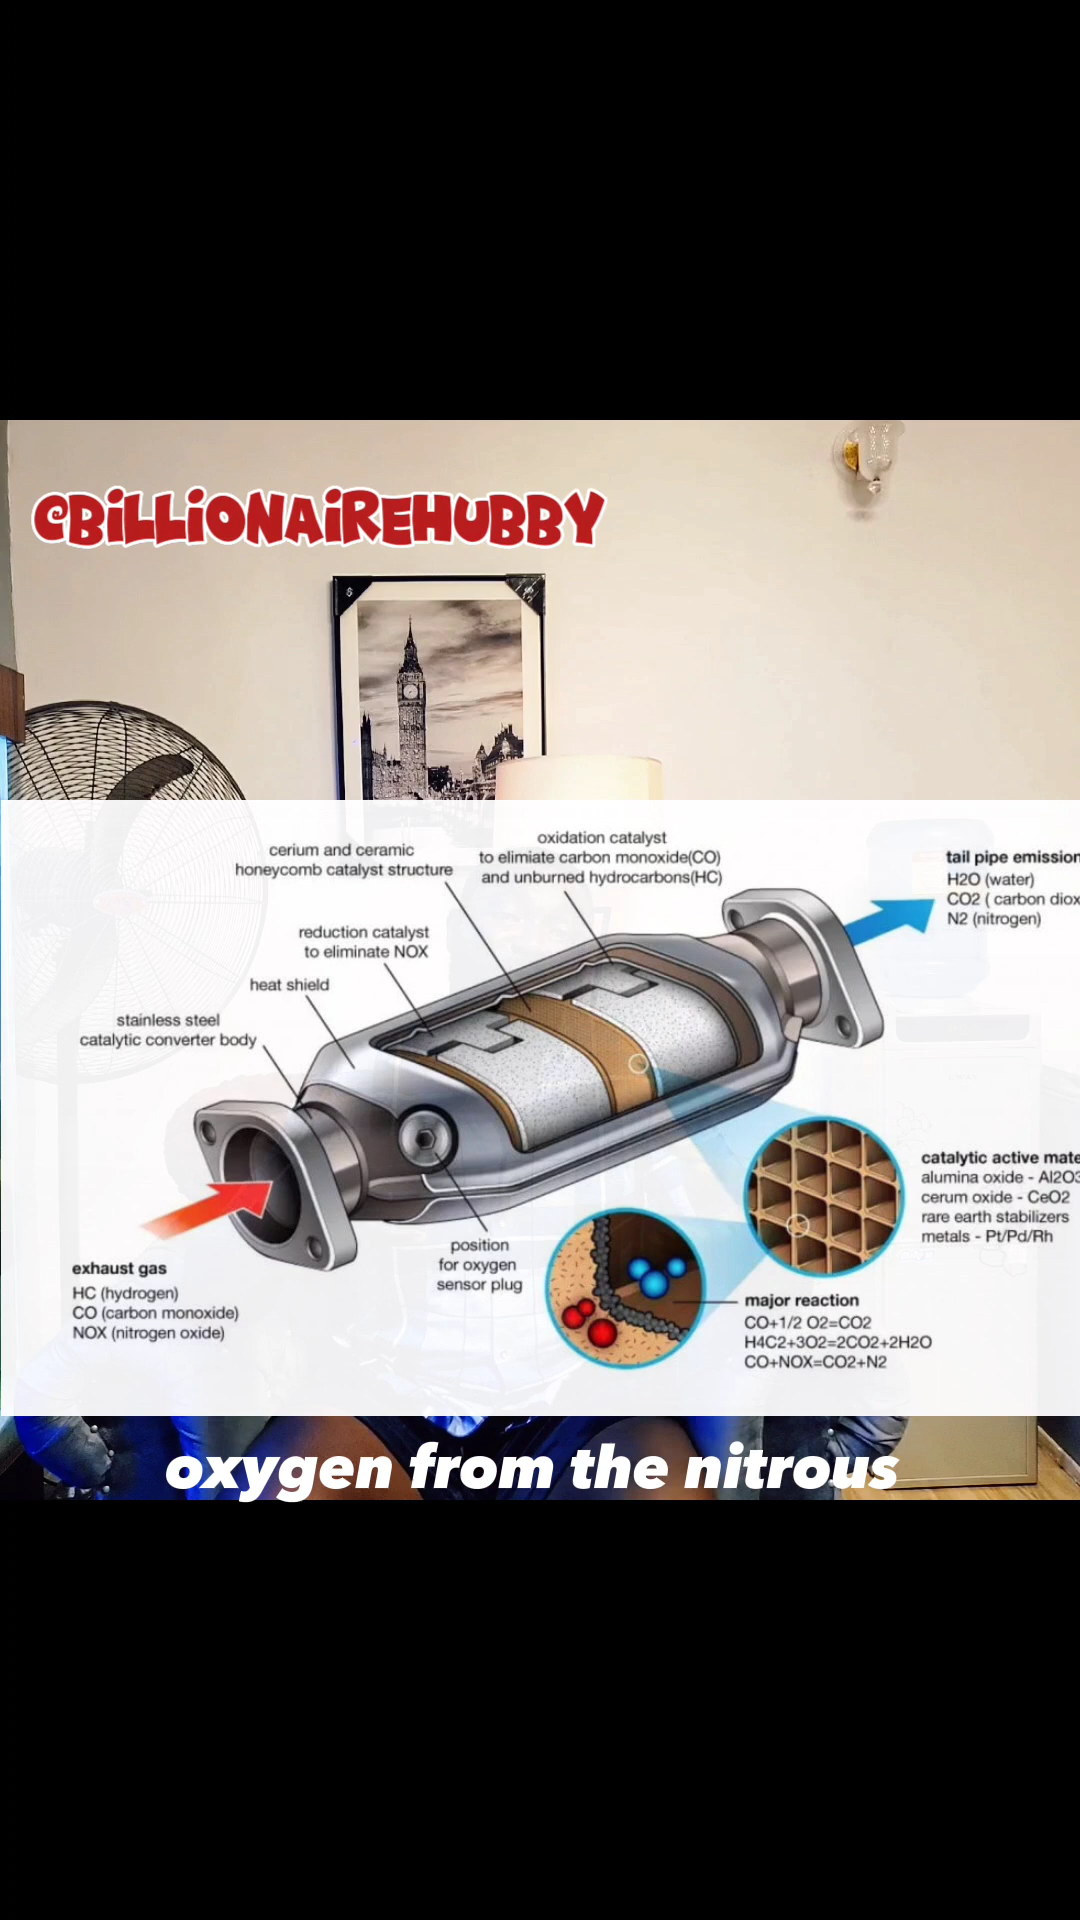 @BILLIONAIREHUBBY
cerium and ceramic
honeycomb catalyst structure
oxidation catalyst
to elimiate carbon monoxide(CO)
and unburned hydrocarbons(HC)
tail pipe emission
H2O (water)
CO2 ( carbon diox
N2 (nitrogen)
reduction catalyst
to eliminate NOX
heat shield
stainless steel
catalytic converter body
catalytic active mate
alumina oxide - Al2O3
cerum oxide - CeO2
rare earth stabilizers
metals - Pt/Pd/Rh
position
for oxygen
sensor plug
exhaust gas
HC (hydrogen)
CO (carbon monoxide)
NOX (nitrogen oxide)
major reaction
CO+1/2 O2=CO2
H4C2+3O2=2CO2+2H2O
CO+NOX=CO2+N2
oxygen from the nitrous